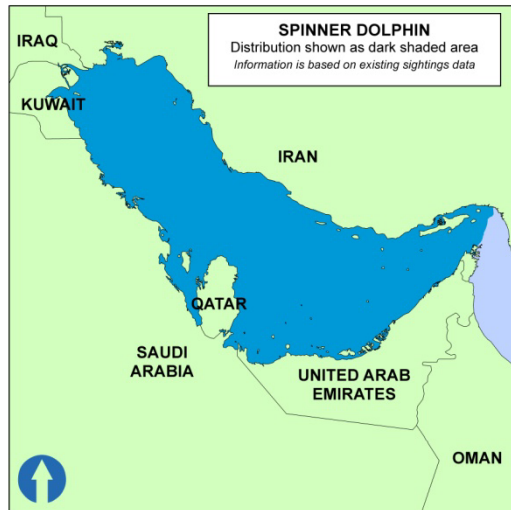 SPINNER DOLPHIN
Distribution shown as dark shaded area
Information is based on existing sightings data
IRAQ
KUWAIT
IRAN
QATAR
SAUDI
ARABIA
UNITED ARAB
EMIRATES
OMAN